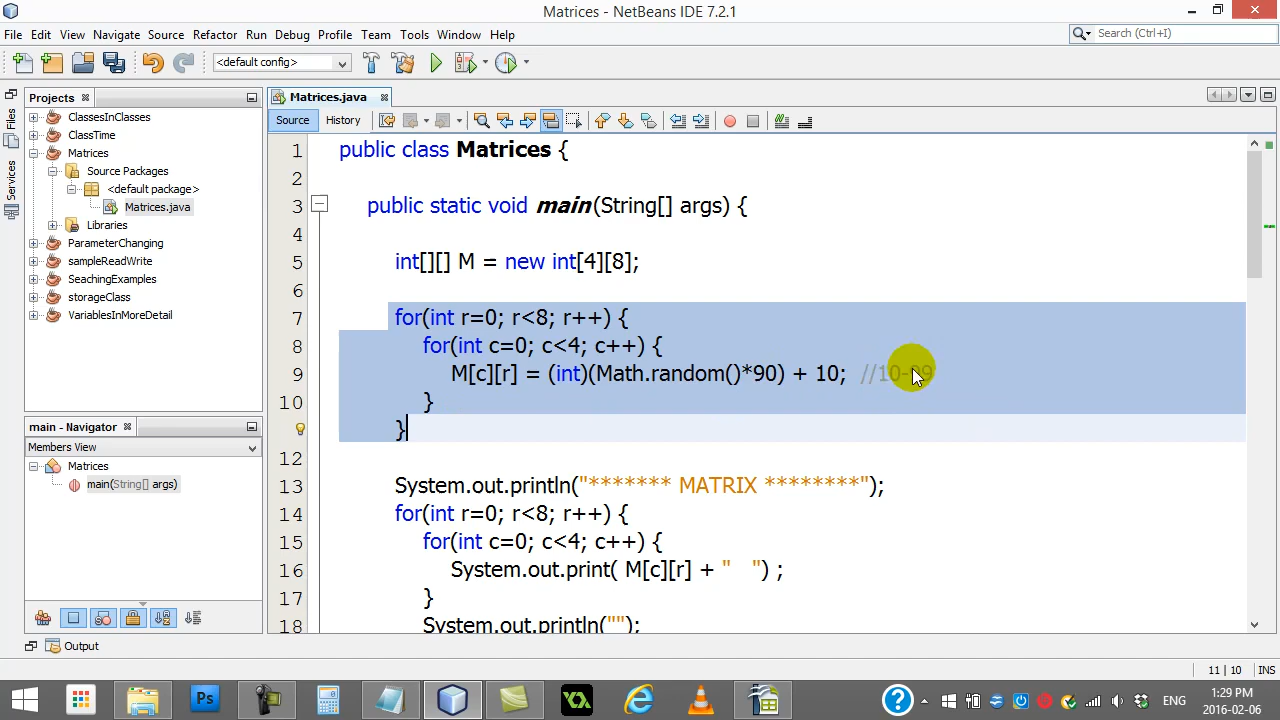 Matrices - NetBeans IDE 7.2.1
File Edit View Navigate Source Refactor Run Debug Profile Team Tools Window Help
Search (Ctrl+I)
<default config>
Projects
Matrices.java
Files
Services
Source History
ClassesInClasses
ClassTime
Matrices
Source Packages
<default package>
Matrices.java
Libraries
ParameterChanging
sampleReadWrite
SeachingExamples
storageClass
VariablesInMoreDetail
main - Navigator
Members View
Matrices
main(String[] args)
1 public class Matrices {
2
3 public static void main(String[] args) {
4
5 int[][] M = new int[4][8];
6
7 for(int r=0; r<8; r++) {
8 for(int c=0; c<4; c++) {
9 M[c][r] = (int)(Math.random()*90) + 10; //10-99
10 }
}
12
13 System.out.println("******* MATRIX ********");
14 for(int r=0; r<8; r++) {
15 for(int c=0; c<4; c++) {
16 System.out.print( M[c][r] + "   ") ;
17 }
18 System.out.println("");
Output
11 | 10 INS
Ps
ENG
1:29 PM
2016-02-06